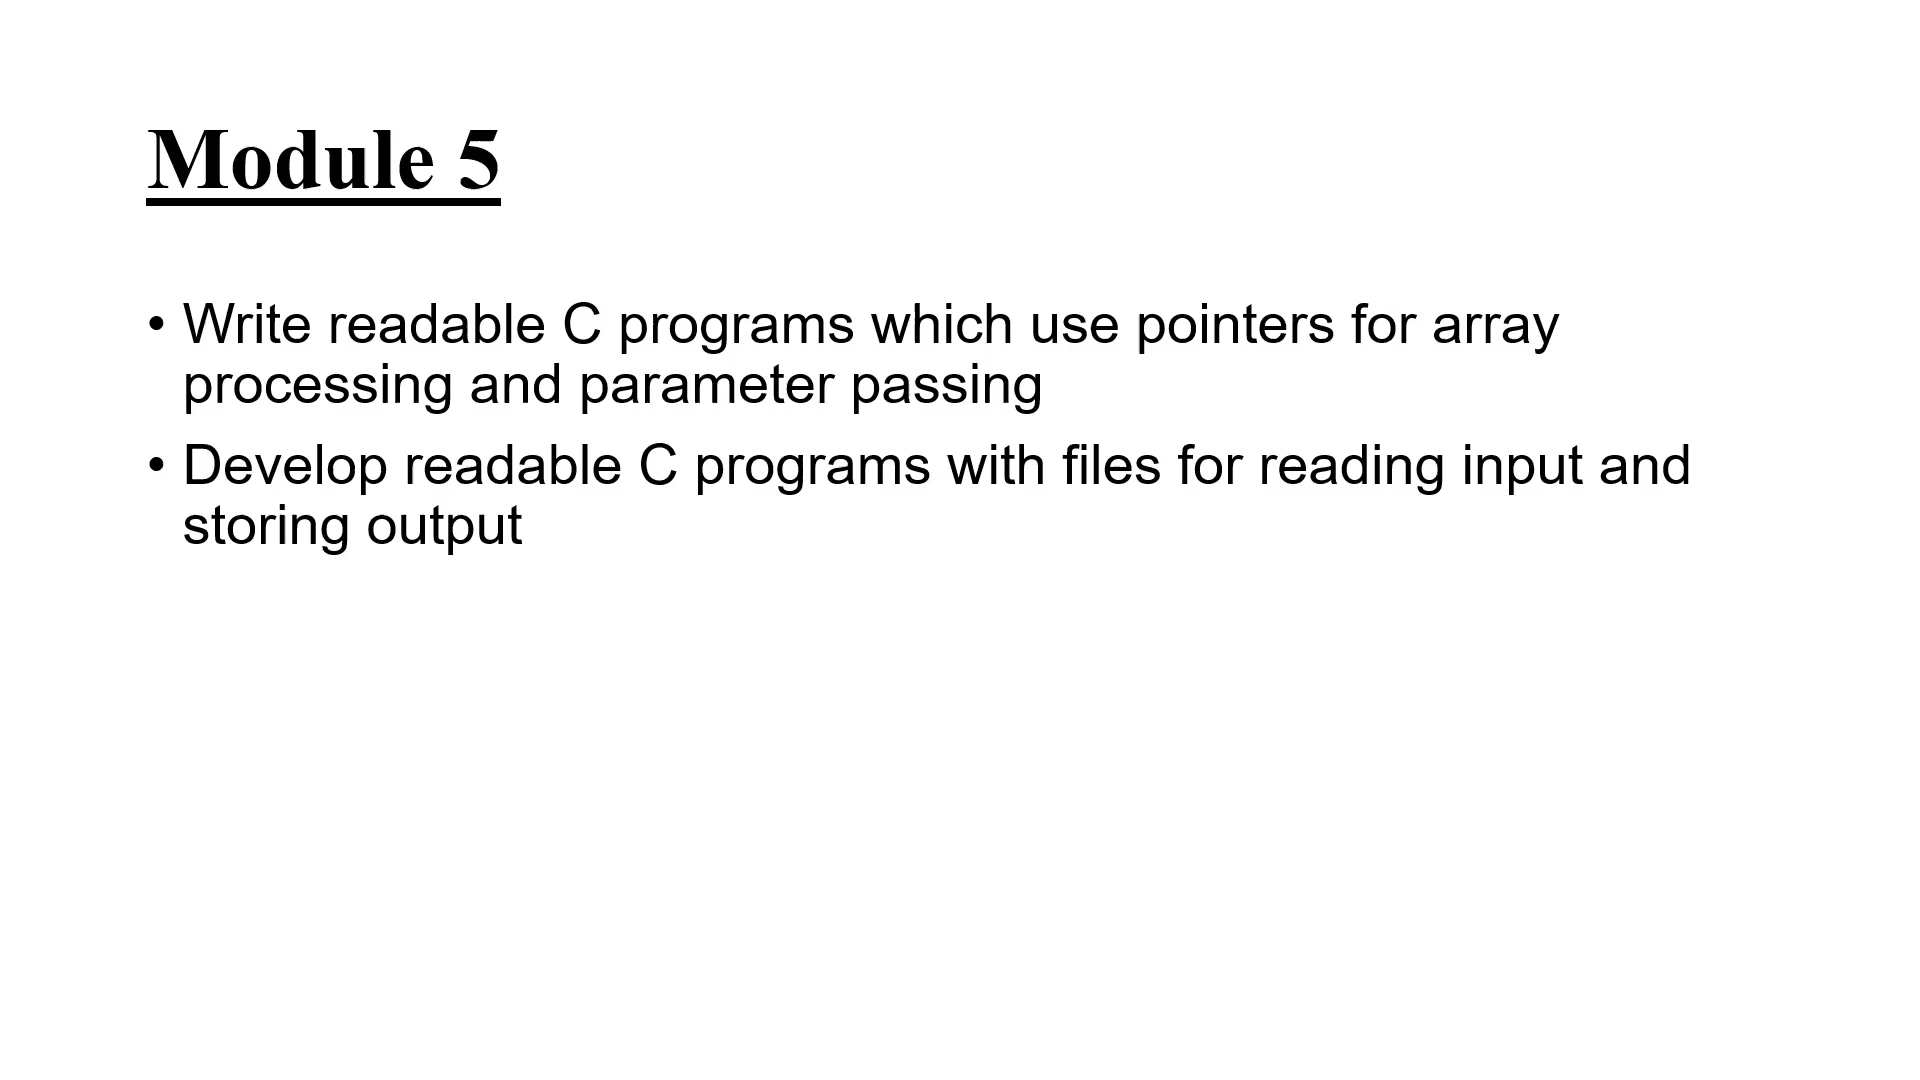 Module 5
• Write readable C programs which use pointers for array
processing and parameter passing
• Develop readable C programs with files for reading input and
storing output